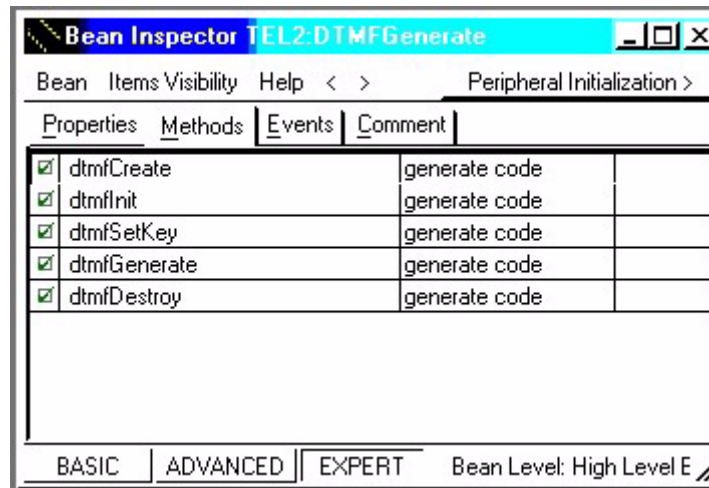 Bean Inspector TEL2:DTMFGenerate
Bean Items Visibility Help < > Peripheral Initialization >
Properties Methods Events Comment
dtmfCreate generate code
dtmfInit generate code
dtmfSetKey generate code
dtmfGenerate generate code
dtmfDestroy generate code
BASIC ADVANCED EXPERT Bean Level: High Level E